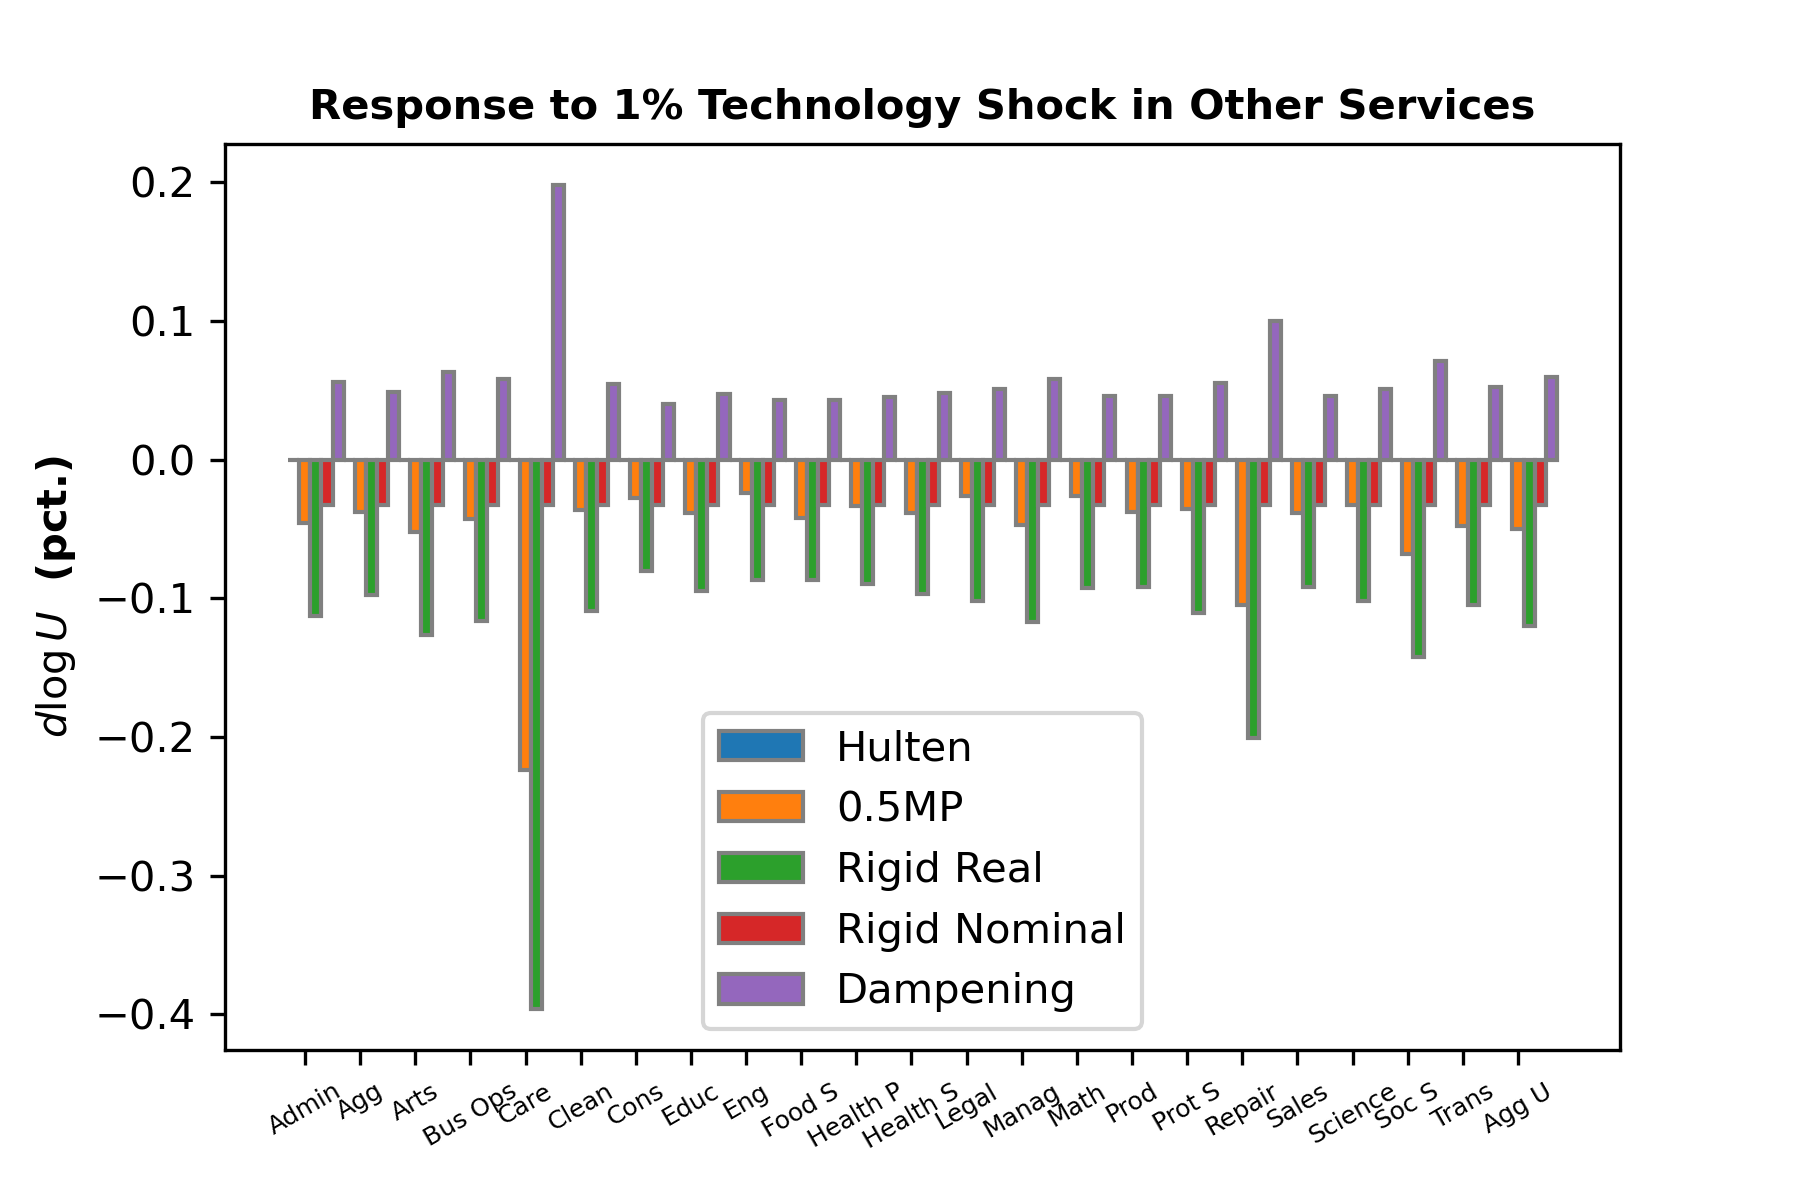 Response to 1% Technology Shock in Other Services
dlog U (pct.)
0.2
0.1
0.0
−0.1
−0.2
−0.3
−0.4
Hulten
0.5MP
Rigid Real
Rigid Nominal
Dampening
Admin
Agg
Arts
Bus Ops
Care
Clean
Cons
Educ
Eng
Food S
Health P
Health S
Legal
Manag
Math
Prod
Prot S
Repair
Sales
Science
Soc S
Trans
Agg U